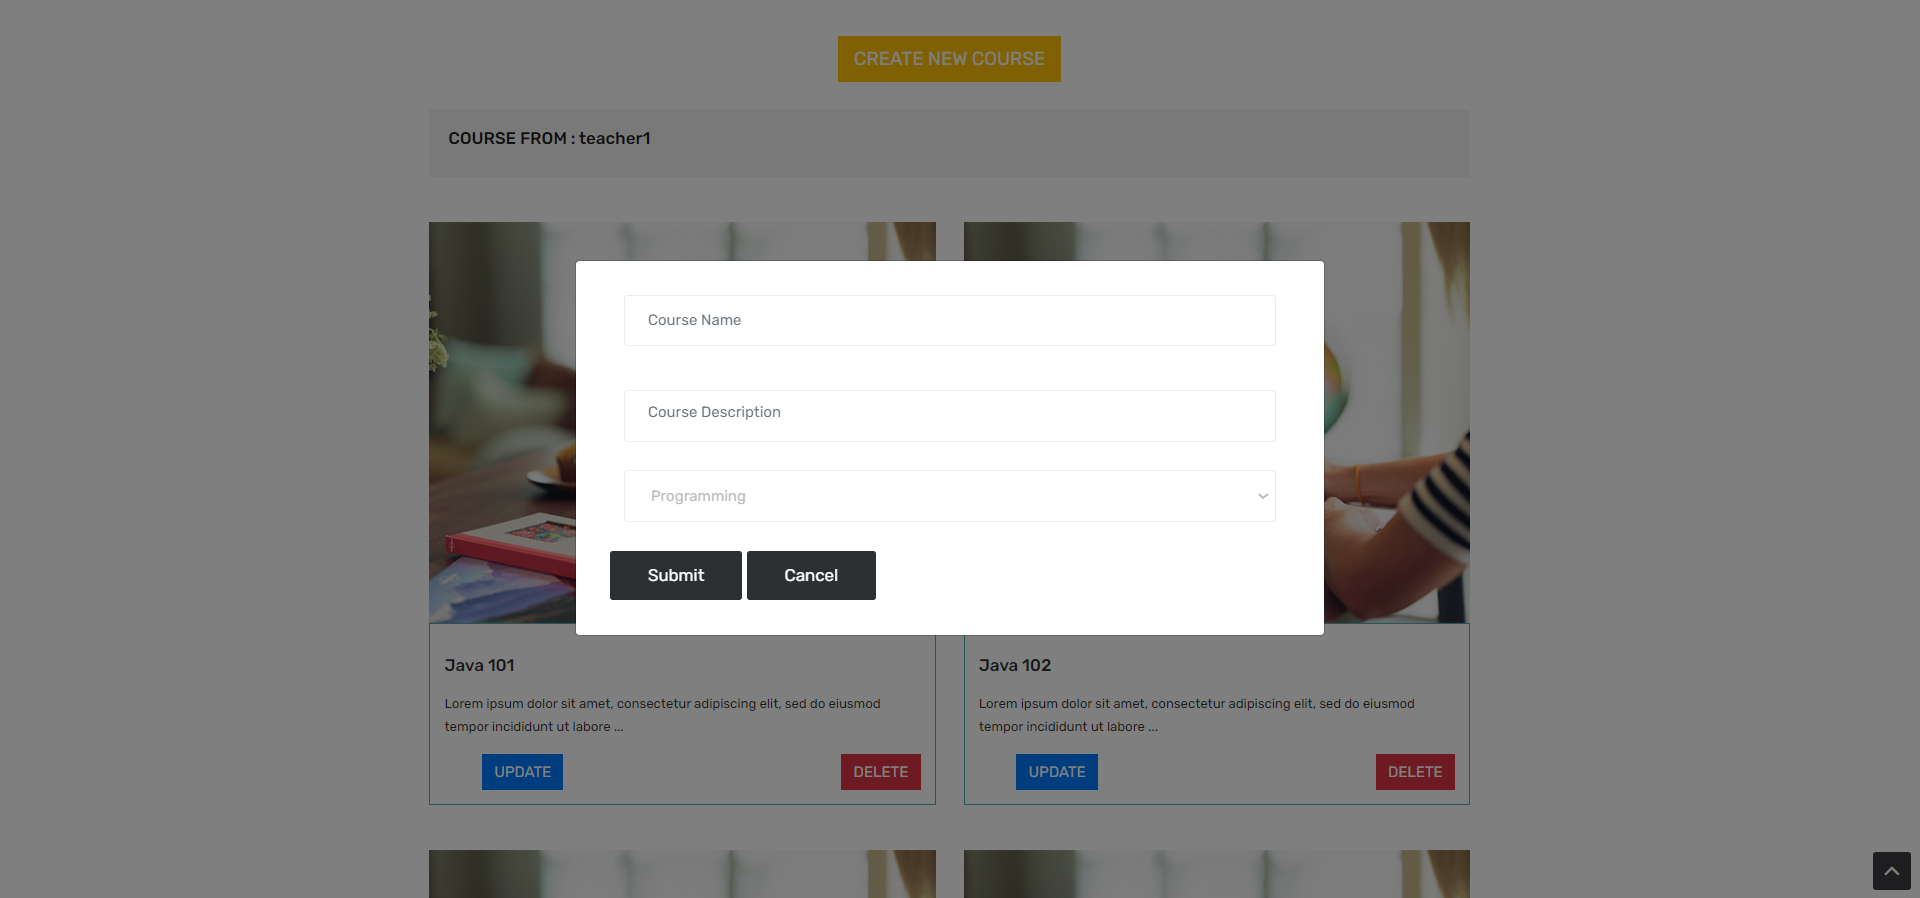 CREATE NEW COURSE
COURSE FROM : teacher1
Course Name
Course Description
Programming
Submit
Cancel
Java 101
Lorem ipsum dolor sit amet, consectetur adipiscing elit, sed do eiusmod
tempor incididunt ut labore ...
UPDATE
DELETE
Java 102
Lorem ipsum dolor sit amet, consectetur adipiscing elit, sed do eiusmod
tempor incididunt ut labore ...
UPDATE
DELETE